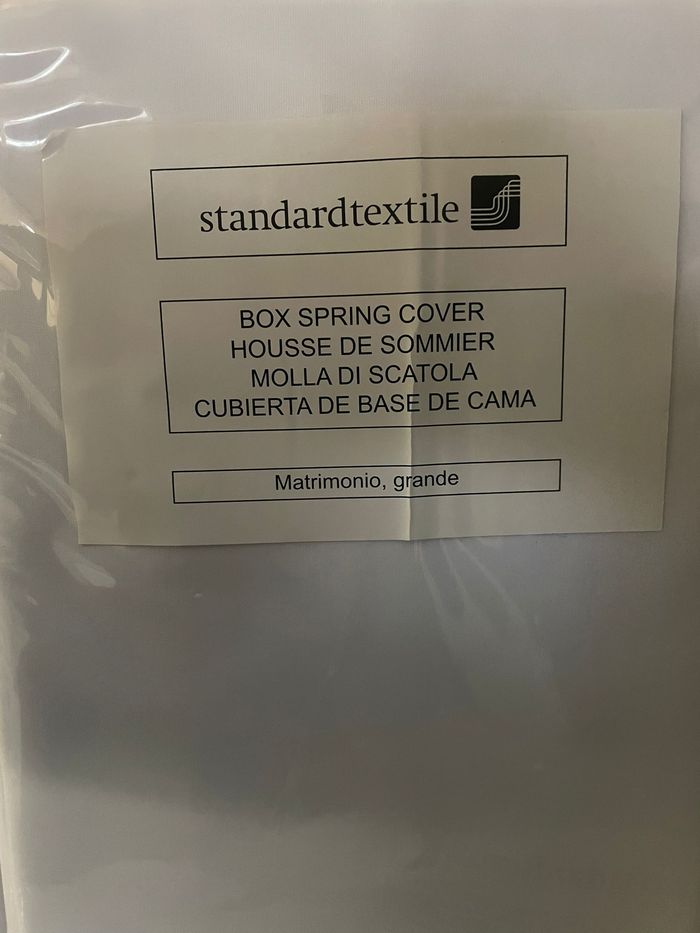 standardtextile
BOX SPRING COVER
HOUSSE DE SOMMIER
MOLLA DI SCATOLA
CUBIERTA DE BASE DE CAMA
Matrimonio, grande